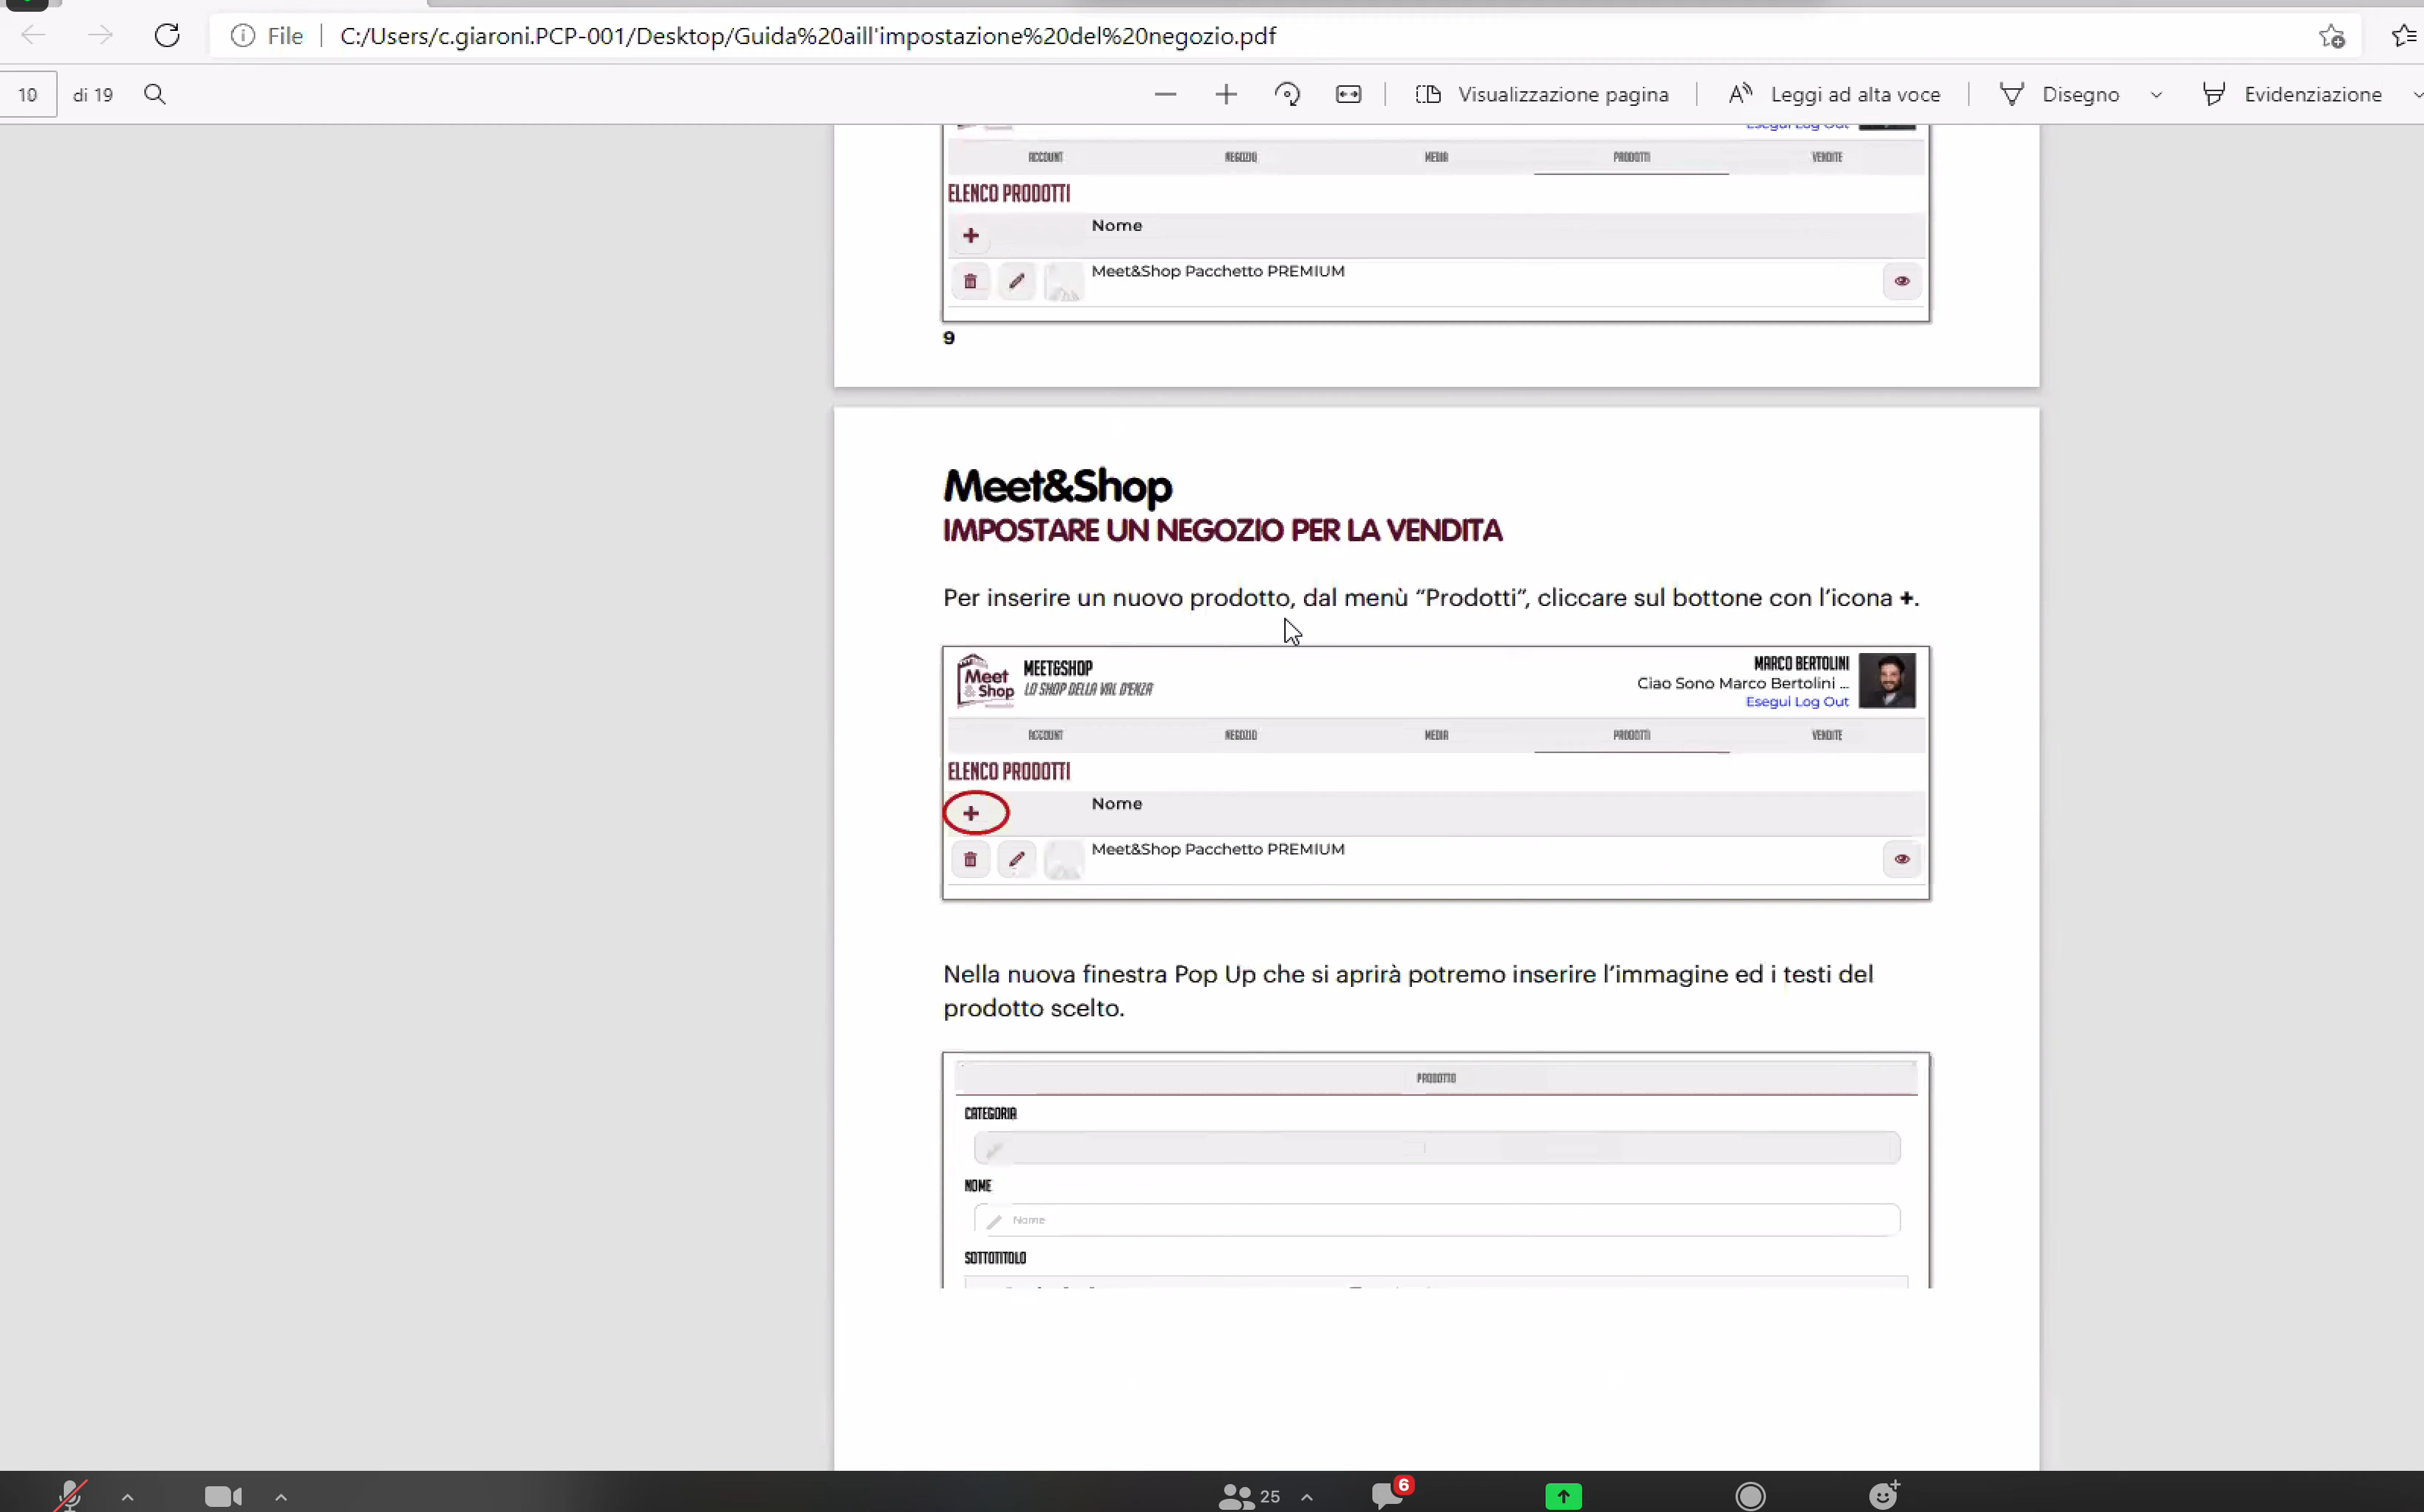 File
C:/Users/c.giaroni.PCP-001/Desktop/Guida%20aill'impostazione%20del%20negozio.pdf
10
di 19
Visualizzazione pagina
Leggi ad alta voce
Disegno
Evidenziazione
Esegui Log Out
ACCOUNT
NEGOZIO
MEDIA
PRODOTTI
VENDITE
ELENCO PRODOTTI
Nome
Meet&Shop Pacchetto PREMIUM
9
Meet&Shop
IMPOSTARE UN NEGOZIO PER LA VENDITA
Per inserire un nuovo prodotto, dal menù “Prodotti”, cliccare sul bottone con l’icona +.
Meet
& Shop
MEET&SHOP
LO SHOP DELLA VAL D'ENZA
MARCO BERTOLINI
Ciao Sono Marco Bertolini ...
Esegui Log Out
ACCOUNT
NEGOZIO
MEDIA
PRODOTTI
VENDITE
ELENCO PRODOTTI
Nome
Meet&Shop Pacchetto PREMIUM
Nella nuova finestra Pop Up che si aprirà potremo inserire l’immagine ed i testi del
prodotto scelto.
PRODOTTO
CATEGORIA
NOME
Nome
SOTTOTITOLO
25
6